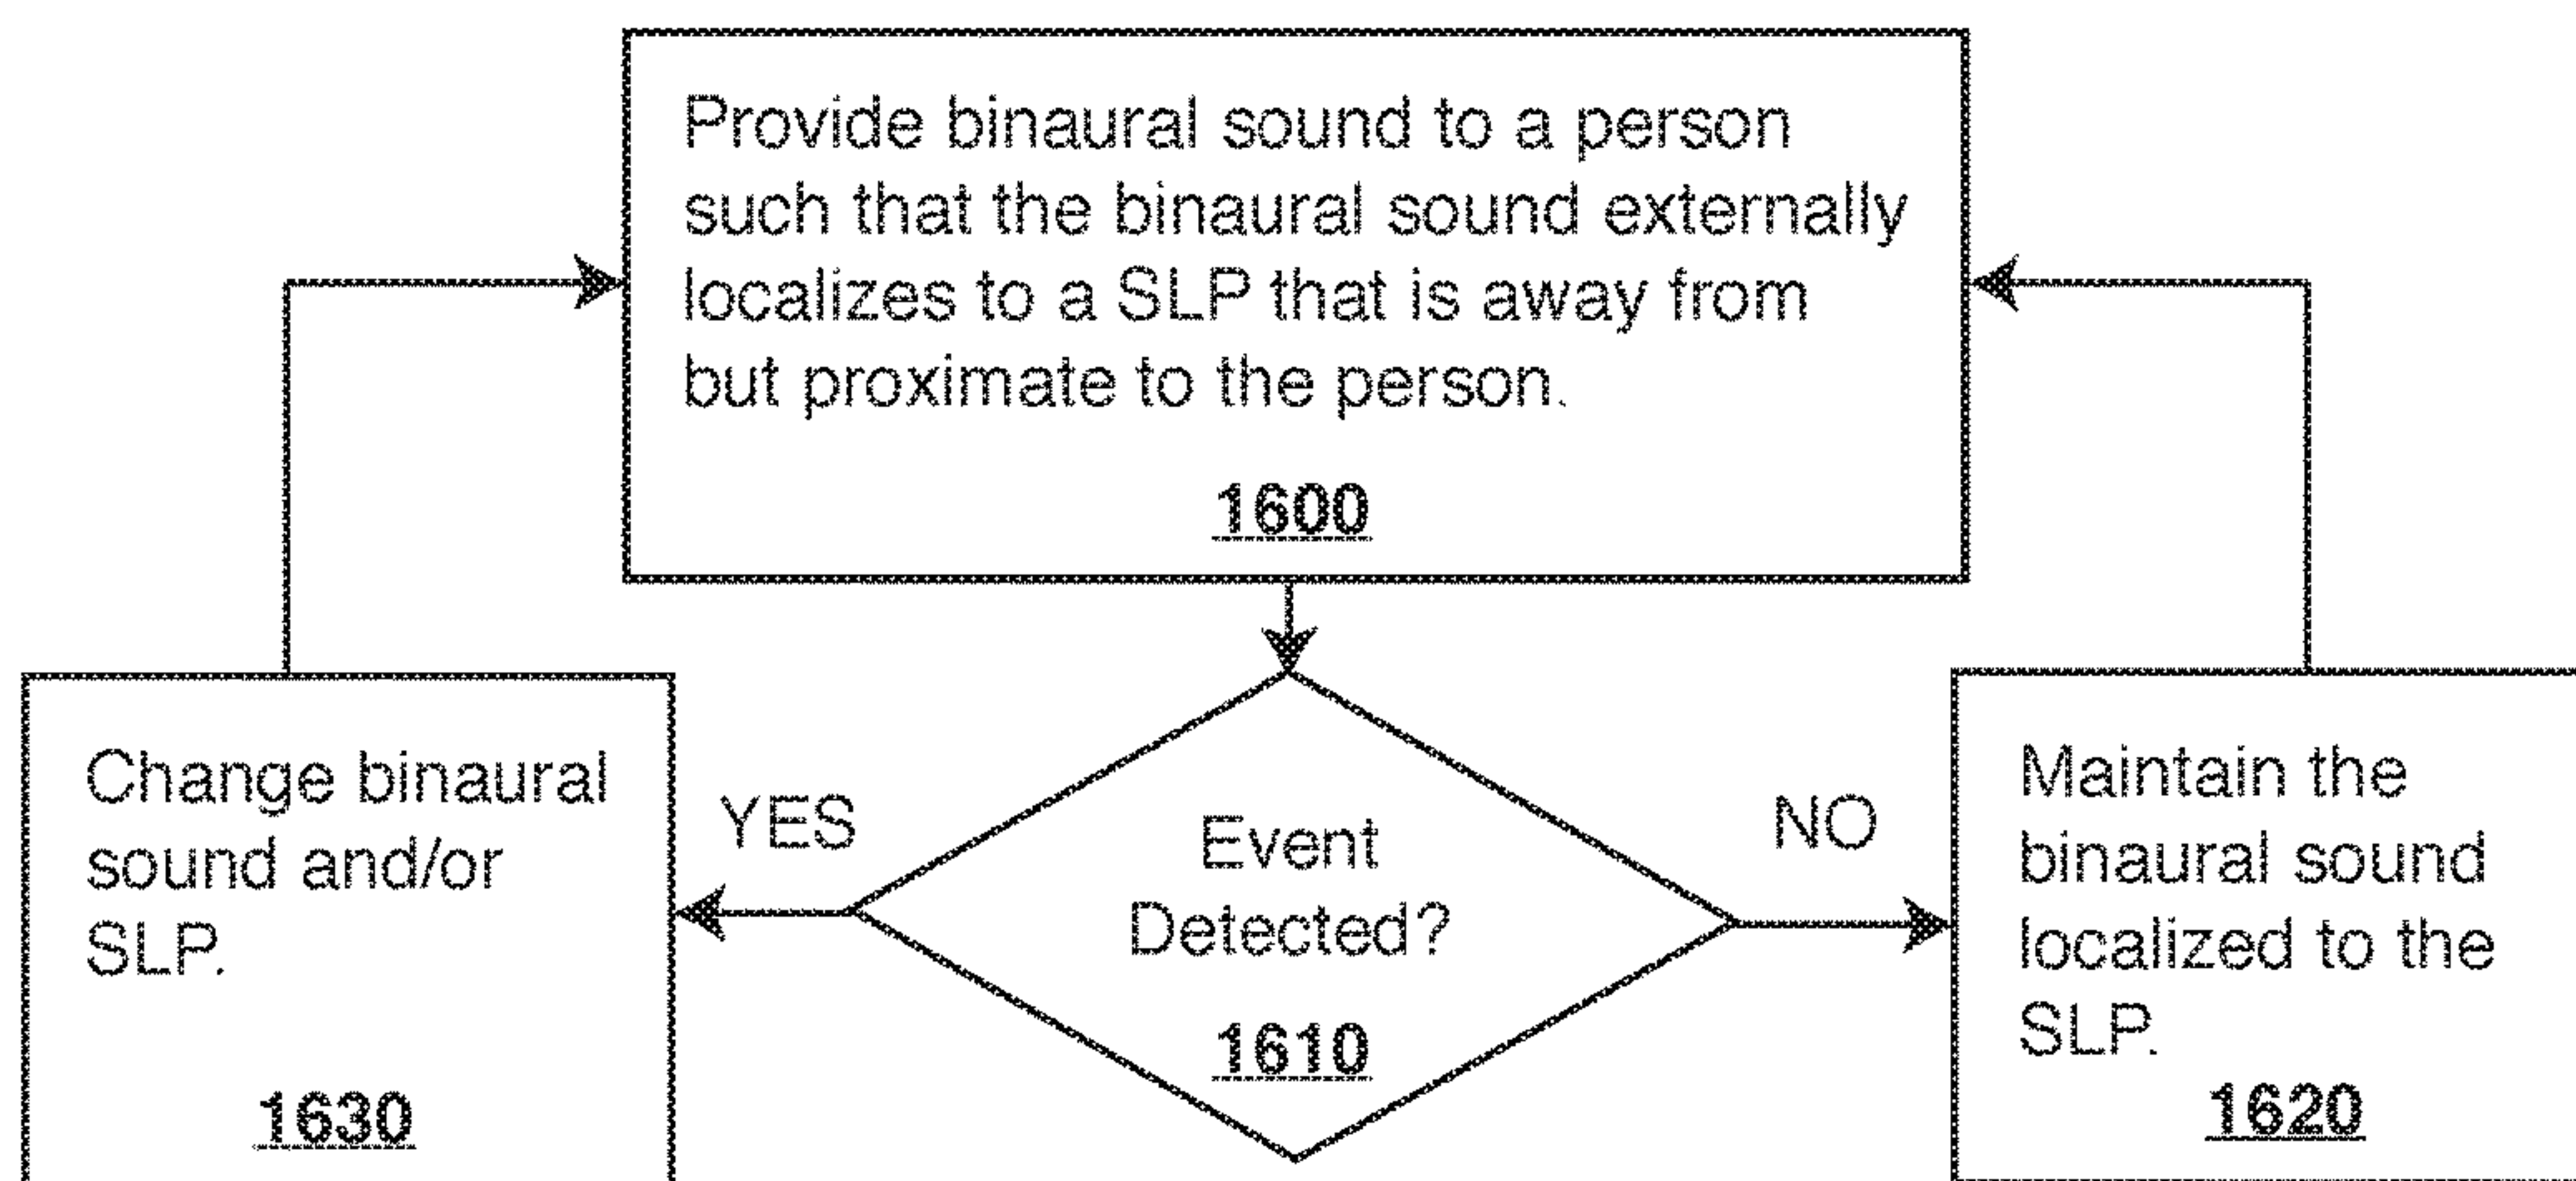 Provide binaural sound to a person
such that the binaural sound externally
localizes to a SLP that is away from
but proximate to the person.
1600
Change binaural
sound and/or
SLP.
1630
YES
Event
Detected?
1610
NO
Maintain the
binaural sound
localized to the
SLP.
1620